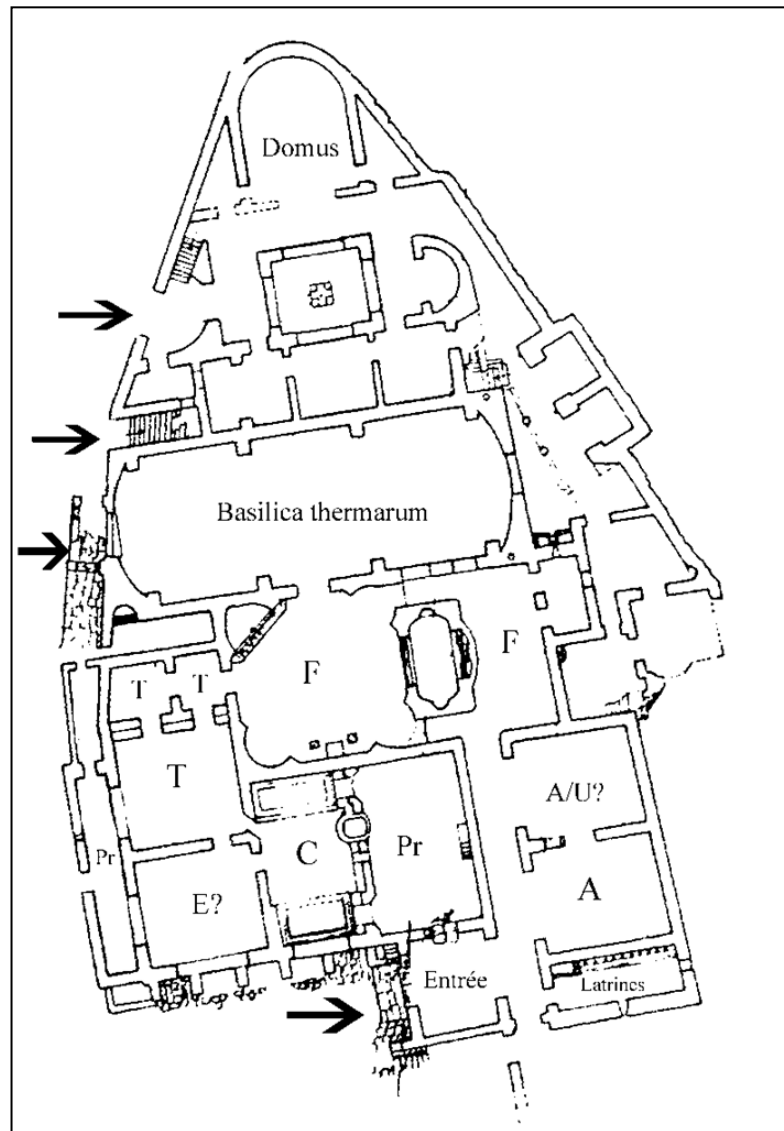 Domus
Basilica thermarum
F
F
T
T
T
A/U?
Pr
C
Pr
A
E?
Entrée
Latrines